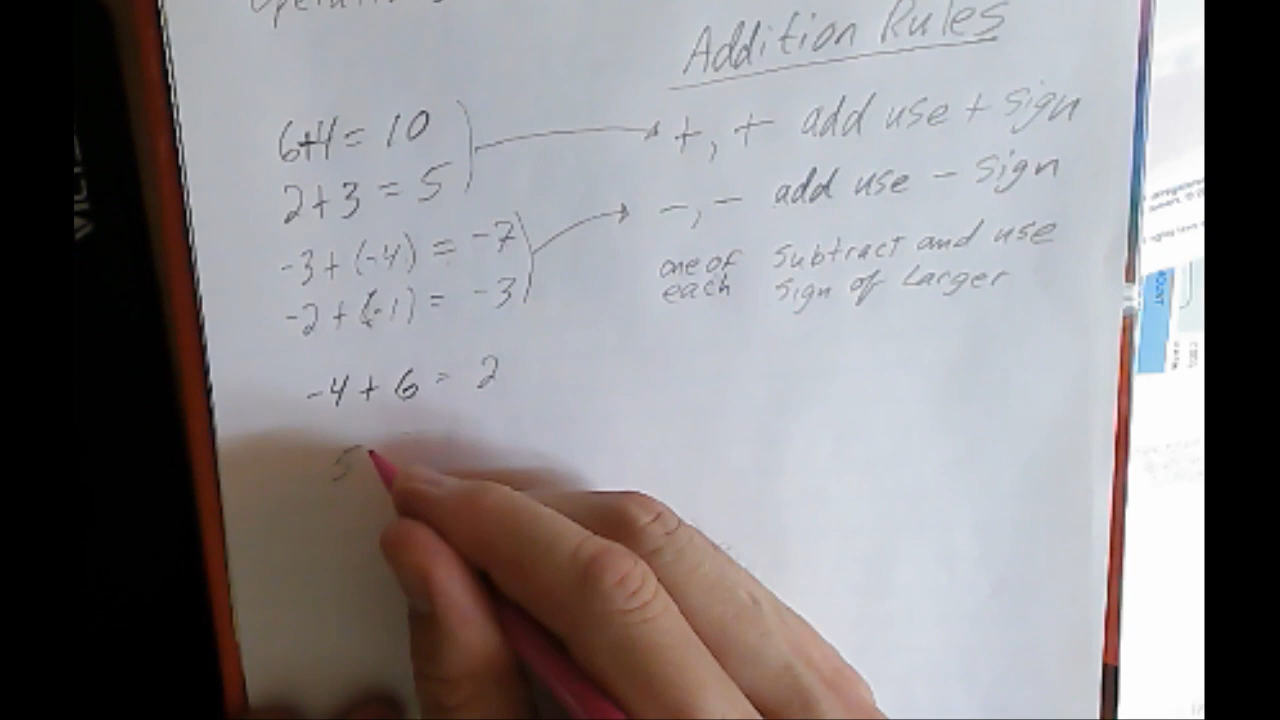 Addition Rules
6+4= 10
2+3 = 5
-3+(-4) = -7
-2+(-1) = -3
-4+6= 2
5
+,+ add use + sign
-,- add use - sign
one of each subtract and use
sign of Larger